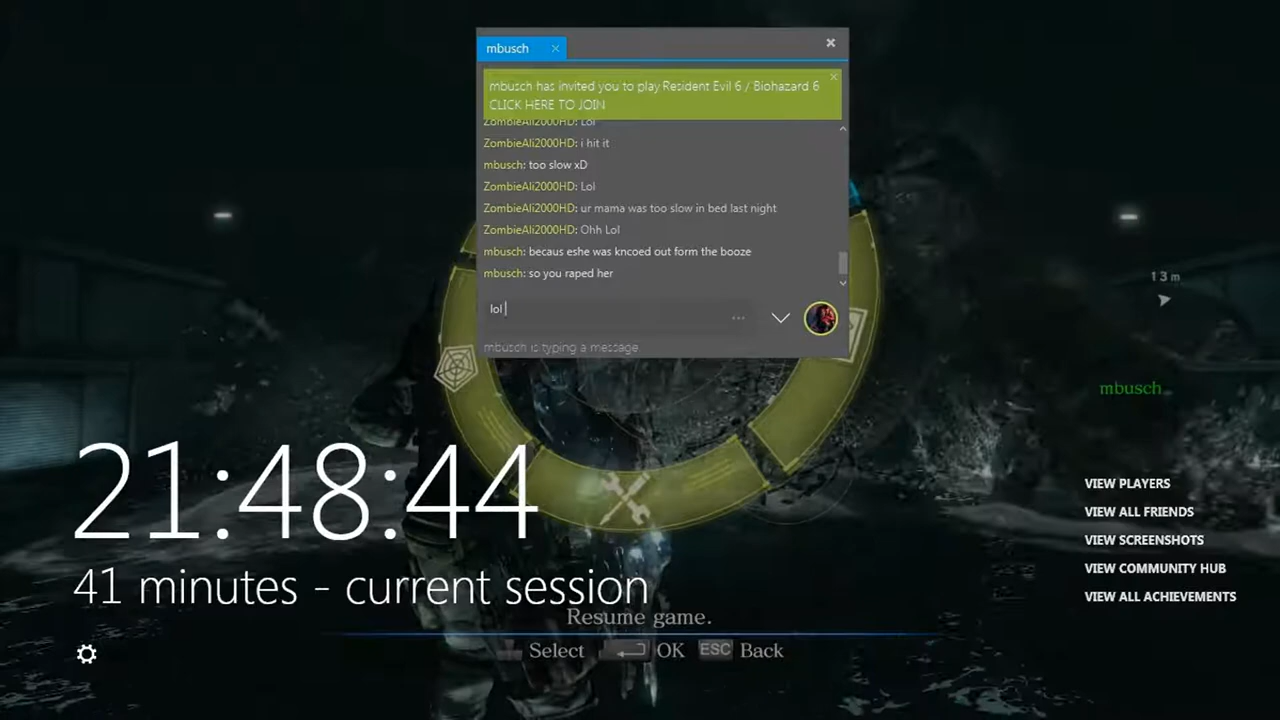 mbusch
mbusch has invited you to play Resident Evil 6 / Biohazard 6
CLICK HERE TO JOIN
ZombieAli2000HD: Lol
ZombieAli2000HD: i hit it
mbusch: too slow xD
ZombieAli2000HD: Lol
ZombieAli2000HD: ur mama was too slow in bed last night
ZombieAli2000HD: Ohh Lol
mbusch: becaus eshe was kncoed out form the booze
mbusch: so you raped her
lol
mbusch is typing a message
13m
mbusch
21:48:44
41 minutes - current session
VIEW PLAYERS
VIEW ALL FRIENDS
VIEW SCREENSHOTS
VIEW COMMUNITY HUB
VIEW ALL ACHIEVEMENTS
Resume game.
Select OK ESC Back